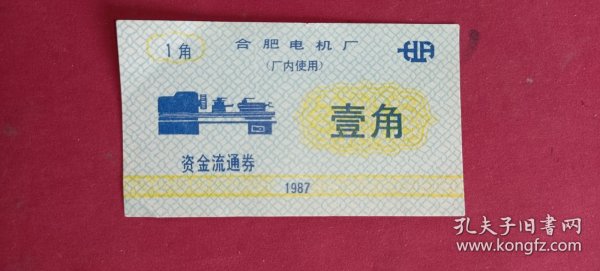 1角
合肥电机厂
(厂内使用)
壹角
资金流通券
1987
孔夫子旧书网
www.kongfz.com